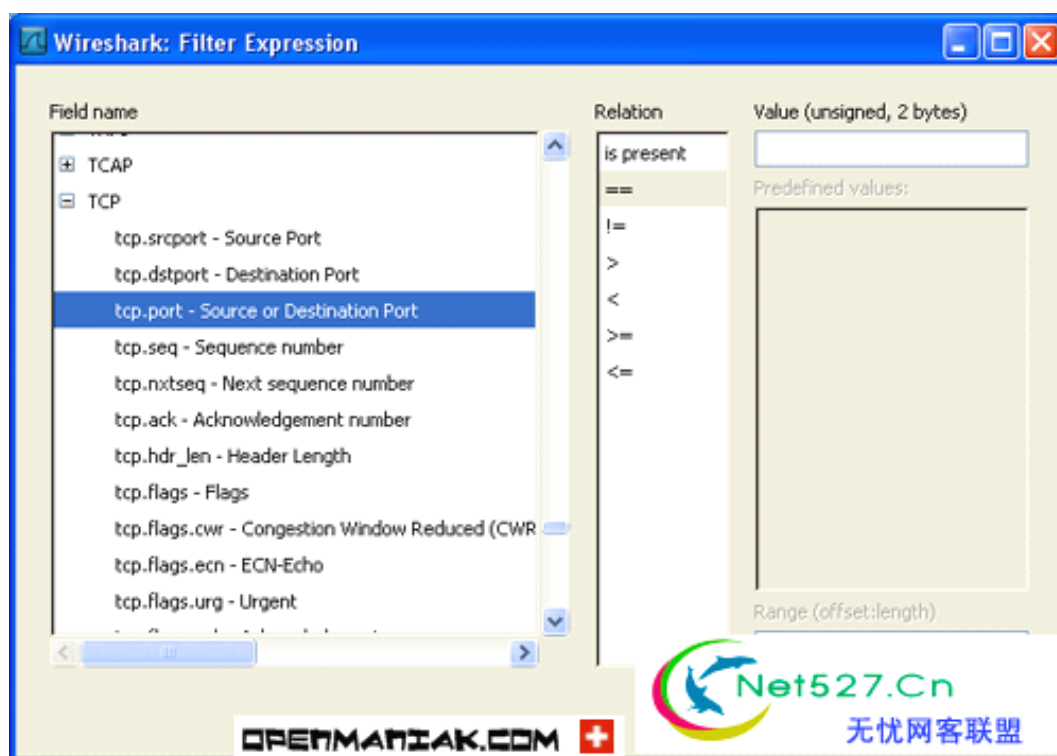 Wireshark: Filter Expression
Field name
Relation
Value (unsigned, 2 bytes)
TCAP
TCP
tcp.srcport - Source Port
tcp.dstport - Destination Port
tcp.port - Source or Destination Port
tcp.seq - Sequence number
tcp.nxtseq - Next sequence number
tcp.ack - Acknowledgement number
tcp.hdr_len - Header Length
tcp.flags - Flags
tcp.flags.cwr - Congestion Window Reduced (CWR
tcp.flags.ecn - ECN-Echo
tcp.flags.urg - Urgent
is present
==
!=
>
<
>=
<=
Predefined values:
Range (offset:length)
OPENMANIAK.COM
Net527.Cn
无忧网客联盟